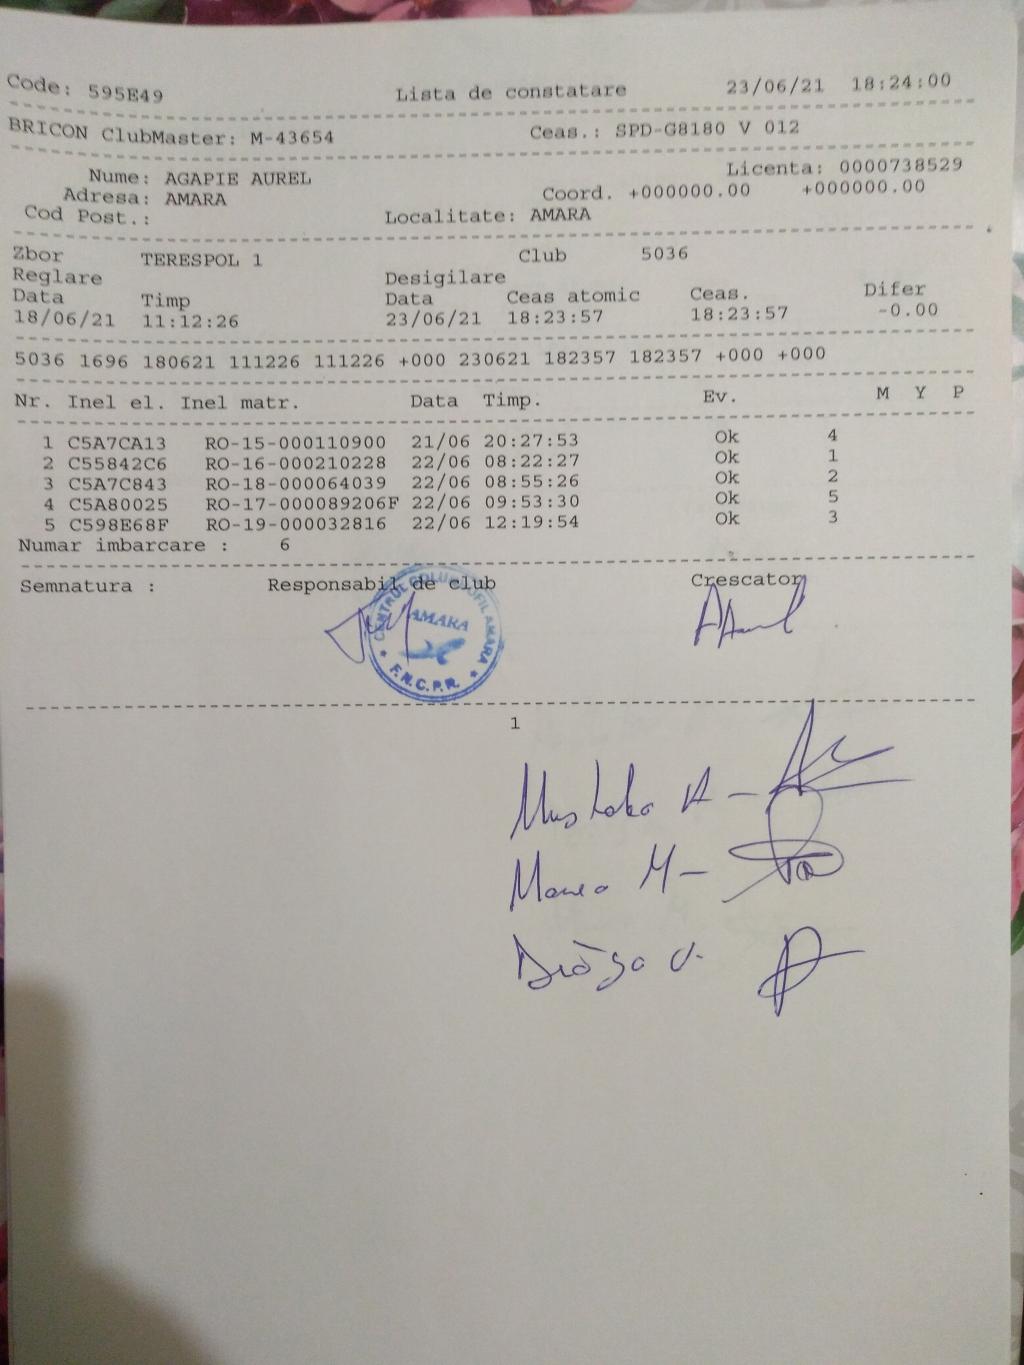 Code: 595E49 Lista de constatare 23/06/21 18:24:00
BRICON ClubMaster: M-43654 Ceas.: SPD-G8180 V 012
Nume: AGAPIE AUREL Licenta: 0000738529
Adresa: AMARA Coord. +000000.00 +000000.00
Cod Post.: Localitate: AMARA
Zbor TERESPOL 1 Club 5036
Reglare Desigilare
Data Timp Data Ceas atomic Ceas. Difer
18/06/21 11:12:26 23/06/21 18:23:57 18:23:57 -0.00
5036 1696 180621 111226 111226 +000 230621 182357 182357 +000 +000
Nr. Inel el. Inel matr. Data Timp. Ev. M Y P
1 C5A7CA13 RO-15-000110900 21/06 20:27:53 Ok 4
2 C55842C6 RO-16-000210228 22/06 08:22:27 Ok 1
3 C5A7C843 RO-18-000064039 22/06 08:55:26 Ok 2
4 C5A80025 RO-17-000089206F 22/06 09:53:30 Ok 5
5 C598E68F RO-19-000032816 22/06 12:19:54 Ok 3
Numar imbarcare : 6
Semnatura : Responsabil de club Crescator
CENTRUL COLUMBOFIL AMARA
AMARA
F.N.C.P.R.
1
M -